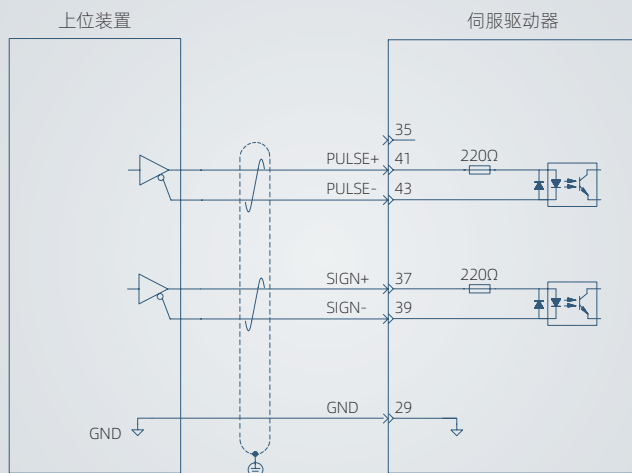 上位装置 伺服驱动器
35
PULSE+ 41 220Ω
PULSE- 43
SIGN+ 37 220Ω
SIGN- 39
GND 29
GND